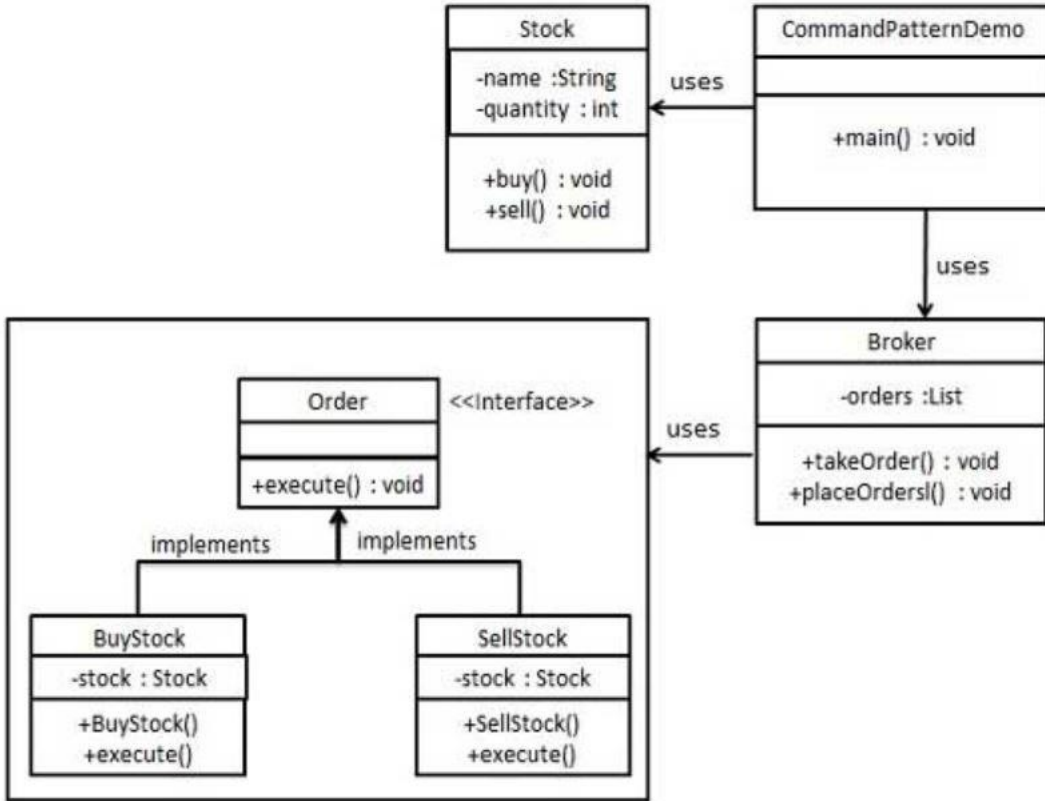 Stock
-name :String
-quantity : int
+buy() : void
+sell() : void
uses
CommandPatternDemo
+main() : void
uses
Broker
-orders :List
+takeOrder() : void
+placeOrdersl() : void
uses
Order
<<Interface>>
+execute() : void
implements
implements
BuyStock
-stock : Stock
+BuyStock()
+execute()
SellStock
-stock : Stock
+SellStock()
+execute()